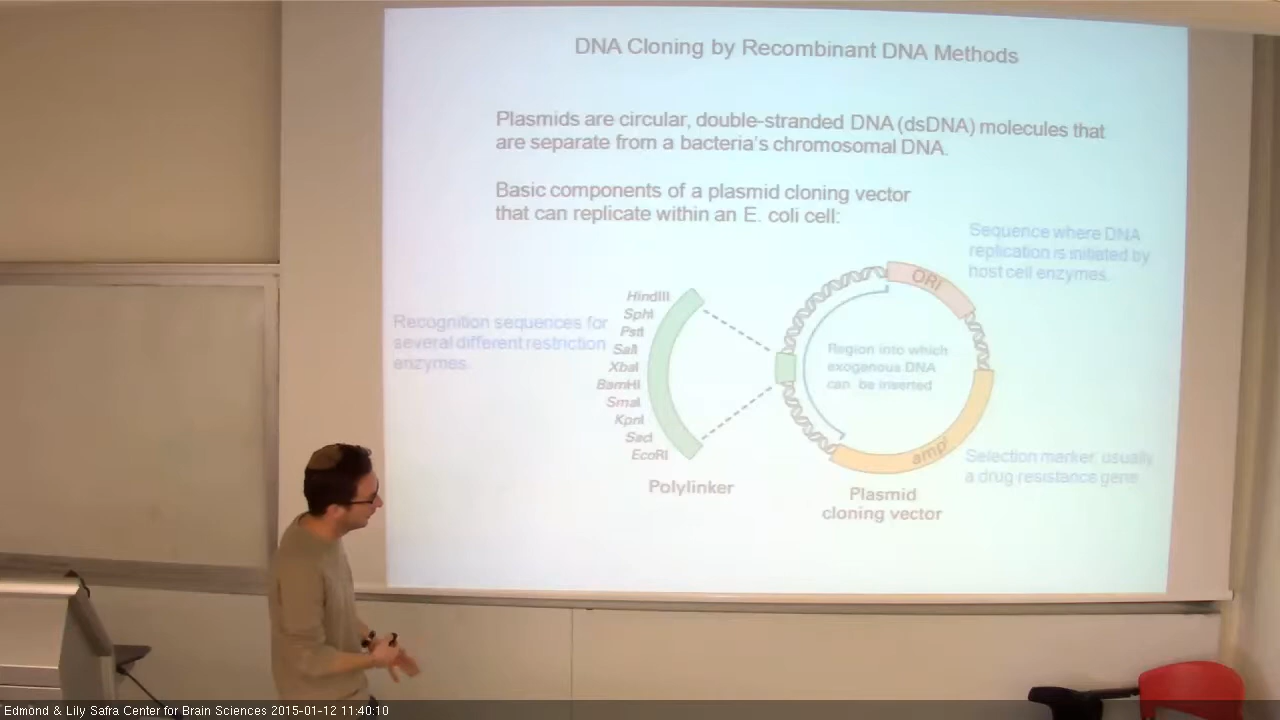 DNA Cloning by Recombinant DNA Methods
Plasmids are circular, double-stranded DNA (dsDNA) molecules that
are separate from a bacteria's chromosomal DNA.
Basic components of a plasmid cloning vector
that can replicate within an E. coli cell:
Sequence where DNA
replication is initiated by
host cell enzymes.
ORI
Recognition sequences for
several different restriction
enzymes.
HindIII
SphI
PstI
SalI
XbaI
BamHI
SmaI
KpnI
SacI
EcoRI
Polylinker
Region into which
exogenous DNA
can be inserted
ampʳ
Selection marker, usually
a drug resistance gene.
Plasmid
cloning vector
Edmond & Lily Safra Center for Brain Sciences 2015-01-12 11:40:10